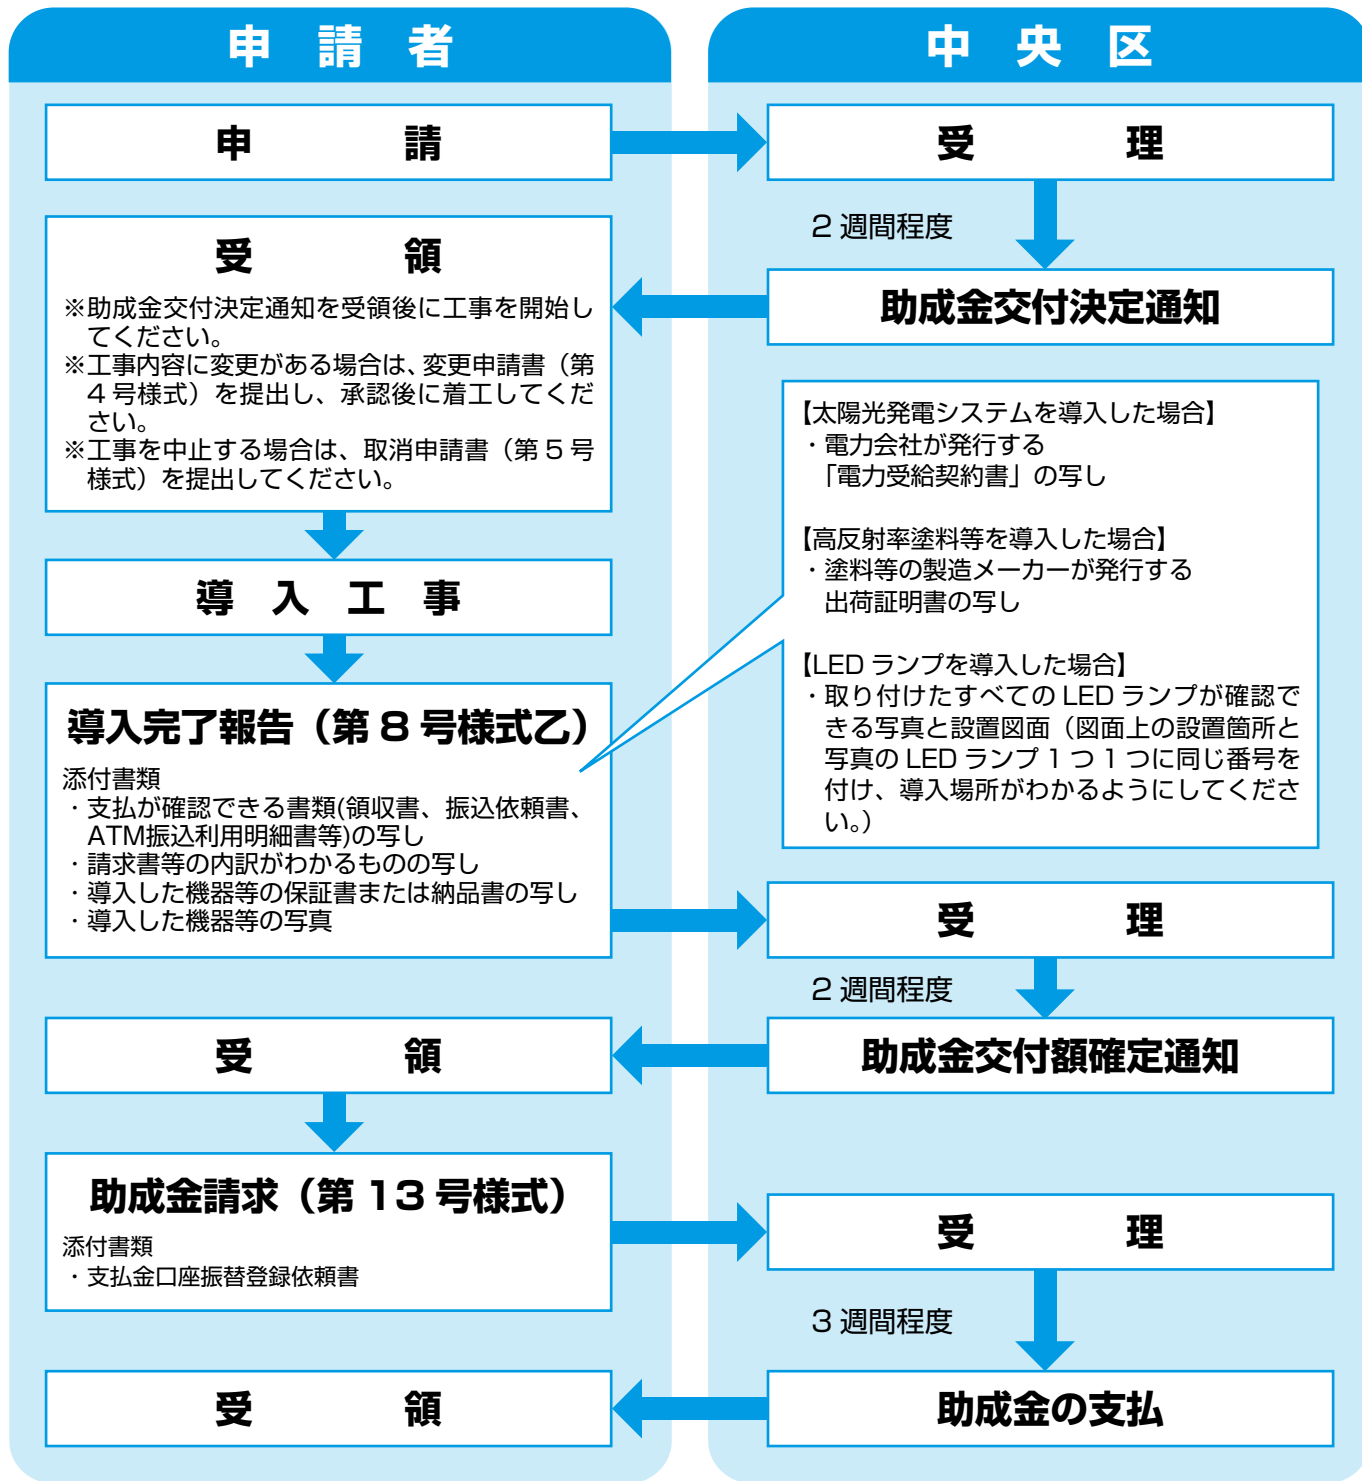 申請者
中央区
申請
受理
2 週間程度
受領
※助成金交付決定通知を受領後に工事を開始し
てください。
※工事内容に変更がある場合は、変更申請書（第
4 号様式）を提出し、承認後に着工してくだ
さい。
※工事を中止する場合は、取消申請書（第 5 号
様式）を提出してください。
助成金交付決定通知
【太陽光発電システムを導入した場合】
・電力会社が発行する
「電力受給契約書」の写し
【高反射率塗料等を導入した場合】
・塗料等の製造メーカーが発行する
出荷証明書の写し
【LED ランプを導入した場合】
・取り付けたすべての LED ランプが確認で
きる写真と設置図面（図面上の設置箇所と
写真の LED ランプ 1 つ 1 つに同じ番号を
付け、導入場所がわかるようにしてくださ
い。）
導入工事
導入完了報告（第 8 号様式乙）
添付書類
・支払が確認できる書類(領収書、振込依頼書、
ATM振込利用明細書等)の写し
・請求書等の内訳がわかるものの写し
・導入した機器等の保証書または納品書の写し
・導入した機器等の写真
受理
2 週間程度
受領
助成金交付額確定通知
助成金請求（第 13 号様式）
添付書類
・支払金口座振替登録依頼書
受理
3 週間程度
受領
助成金の支払